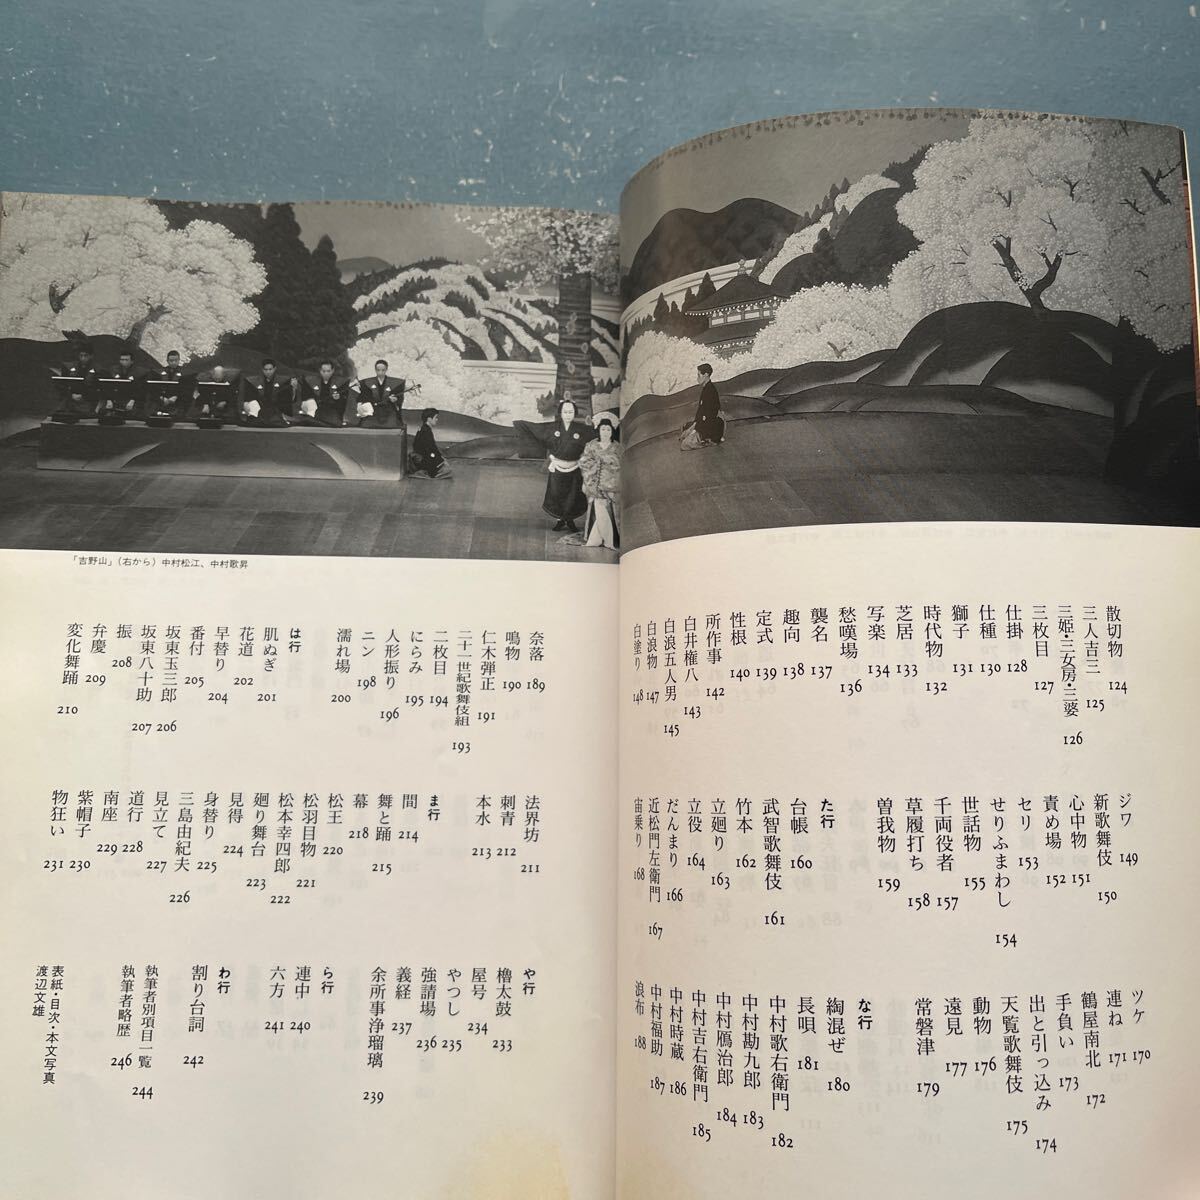 散切物 124
三人吉三 125
三姫・三女房・三婆 126
三枚目 127
仕掛 128
仕種 130
獅子 131
時代物 132
芝居 133
写楽 134
愁嘆場 136
襲名 137
趣向 138
定式 139
性根 140
所作事 142
白井権八 143
白浪五人男 145
白浪物 147
白塗り 148
ジワ 149
新歌舞伎 150
心中物 151
責め場 152
セリ 153
せりふまわし 154
世話物 155
千両役者 157
草履打ち 158
曽我物 159
た行
台帳 160
武智歌舞伎 161
竹本 162
立廻り 163
立役 164
だんまり 166
近松門左衛門 167
宙乗り 168
ツケ 170
連ね 171
鶴屋南北 172
手負い 173
出と引っ込み 174
天覧歌舞伎 175
動物 176
遠見 177
常磐津 179
な行
綯混ぜ 180
長唄 181
中村歌右衛門 182
中村勘九郎 183
中村鴈治郎 184
中村吉右衛門 185
中村時蔵 186
中村福助 187
浪布 188
「吉野山」(右から)中村松江、中村歌昇
奈落 189
鳴物 190
仁木弾正 191
二十一世紀歌舞伎組 193
二枚目 194
にらみ 195
人形振り 196
ニン 198
濡れ場 200
は行
肌ぬぎ 201
花道 202
早替り 204
番付 205
坂東玉三郎 206
坂東八十助 207
振 208
弁慶 209
変化舞踊 210
法界坊 211
刺青 212
本水 213
ま行
間 214
舞と踊 215
幕 218
松王 220
松羽目物 221
松本幸四郎 222
廻り舞台 223
見得 224
身替り 225
三島由紀夫 226
見立て 227
道行 228
南座 229
紫帽子 230
物狂い 231
や行
櫓太鼓 233
屋号 234
やつし 235
強請場 236
義経 237
余所事浄瑠璃 239
ら行
連中 240
六方 241
わ行
割り台詞 242
執筆者別項目一覧 244
執筆者略歴 246
表紙・目次・本文写真
渡辺文雄